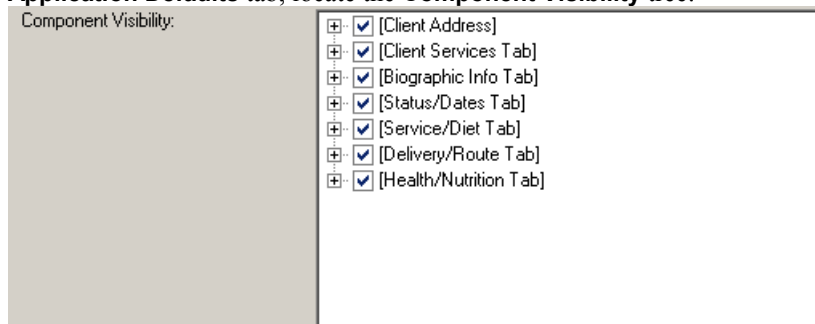 Application Defaults tab, locate the Component Visibility tree.
Component Visibility:
[Client Address]
[Client Services Tab]
[Biographic Info Tab]
[Status/Dates Tab]
[Service/Diet Tab]
[Delivery/Route Tab]
[Health/Nutrition Tab]